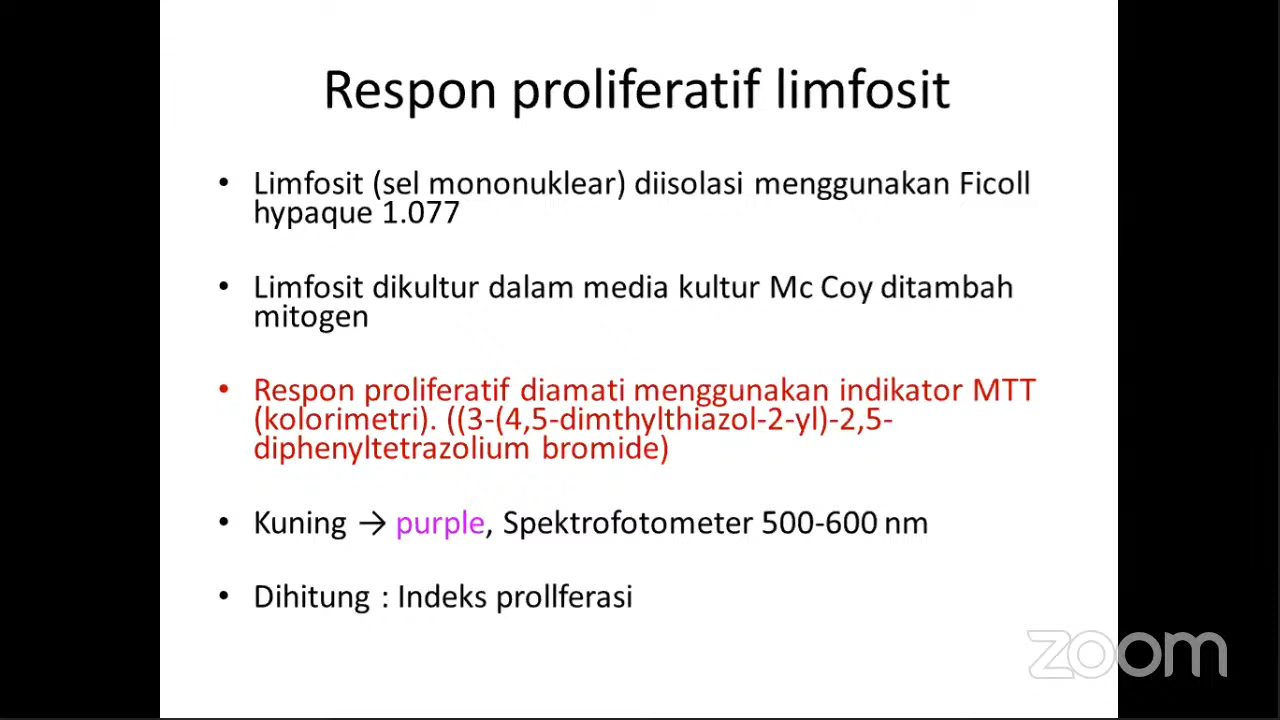 Respon proliferatif limfosit
• Limfosit (sel mononuklear) diisolasi menggunakan Ficoll
hypaque 1.077
• Limfosit dikultur dalam media kultur Mc Coy ditambah
mitogen
• Respon proliferatif diamati menggunakan indikator MTT
(kolorimetri). ((3-(4,5-dimthylthiazol-2-yl)-2,5-
diphenyltetrazolium bromide)
• Kuning → purple, Spektrofotometer 500-600 nm
• Dihitung : Indeks prollferasi
zoom